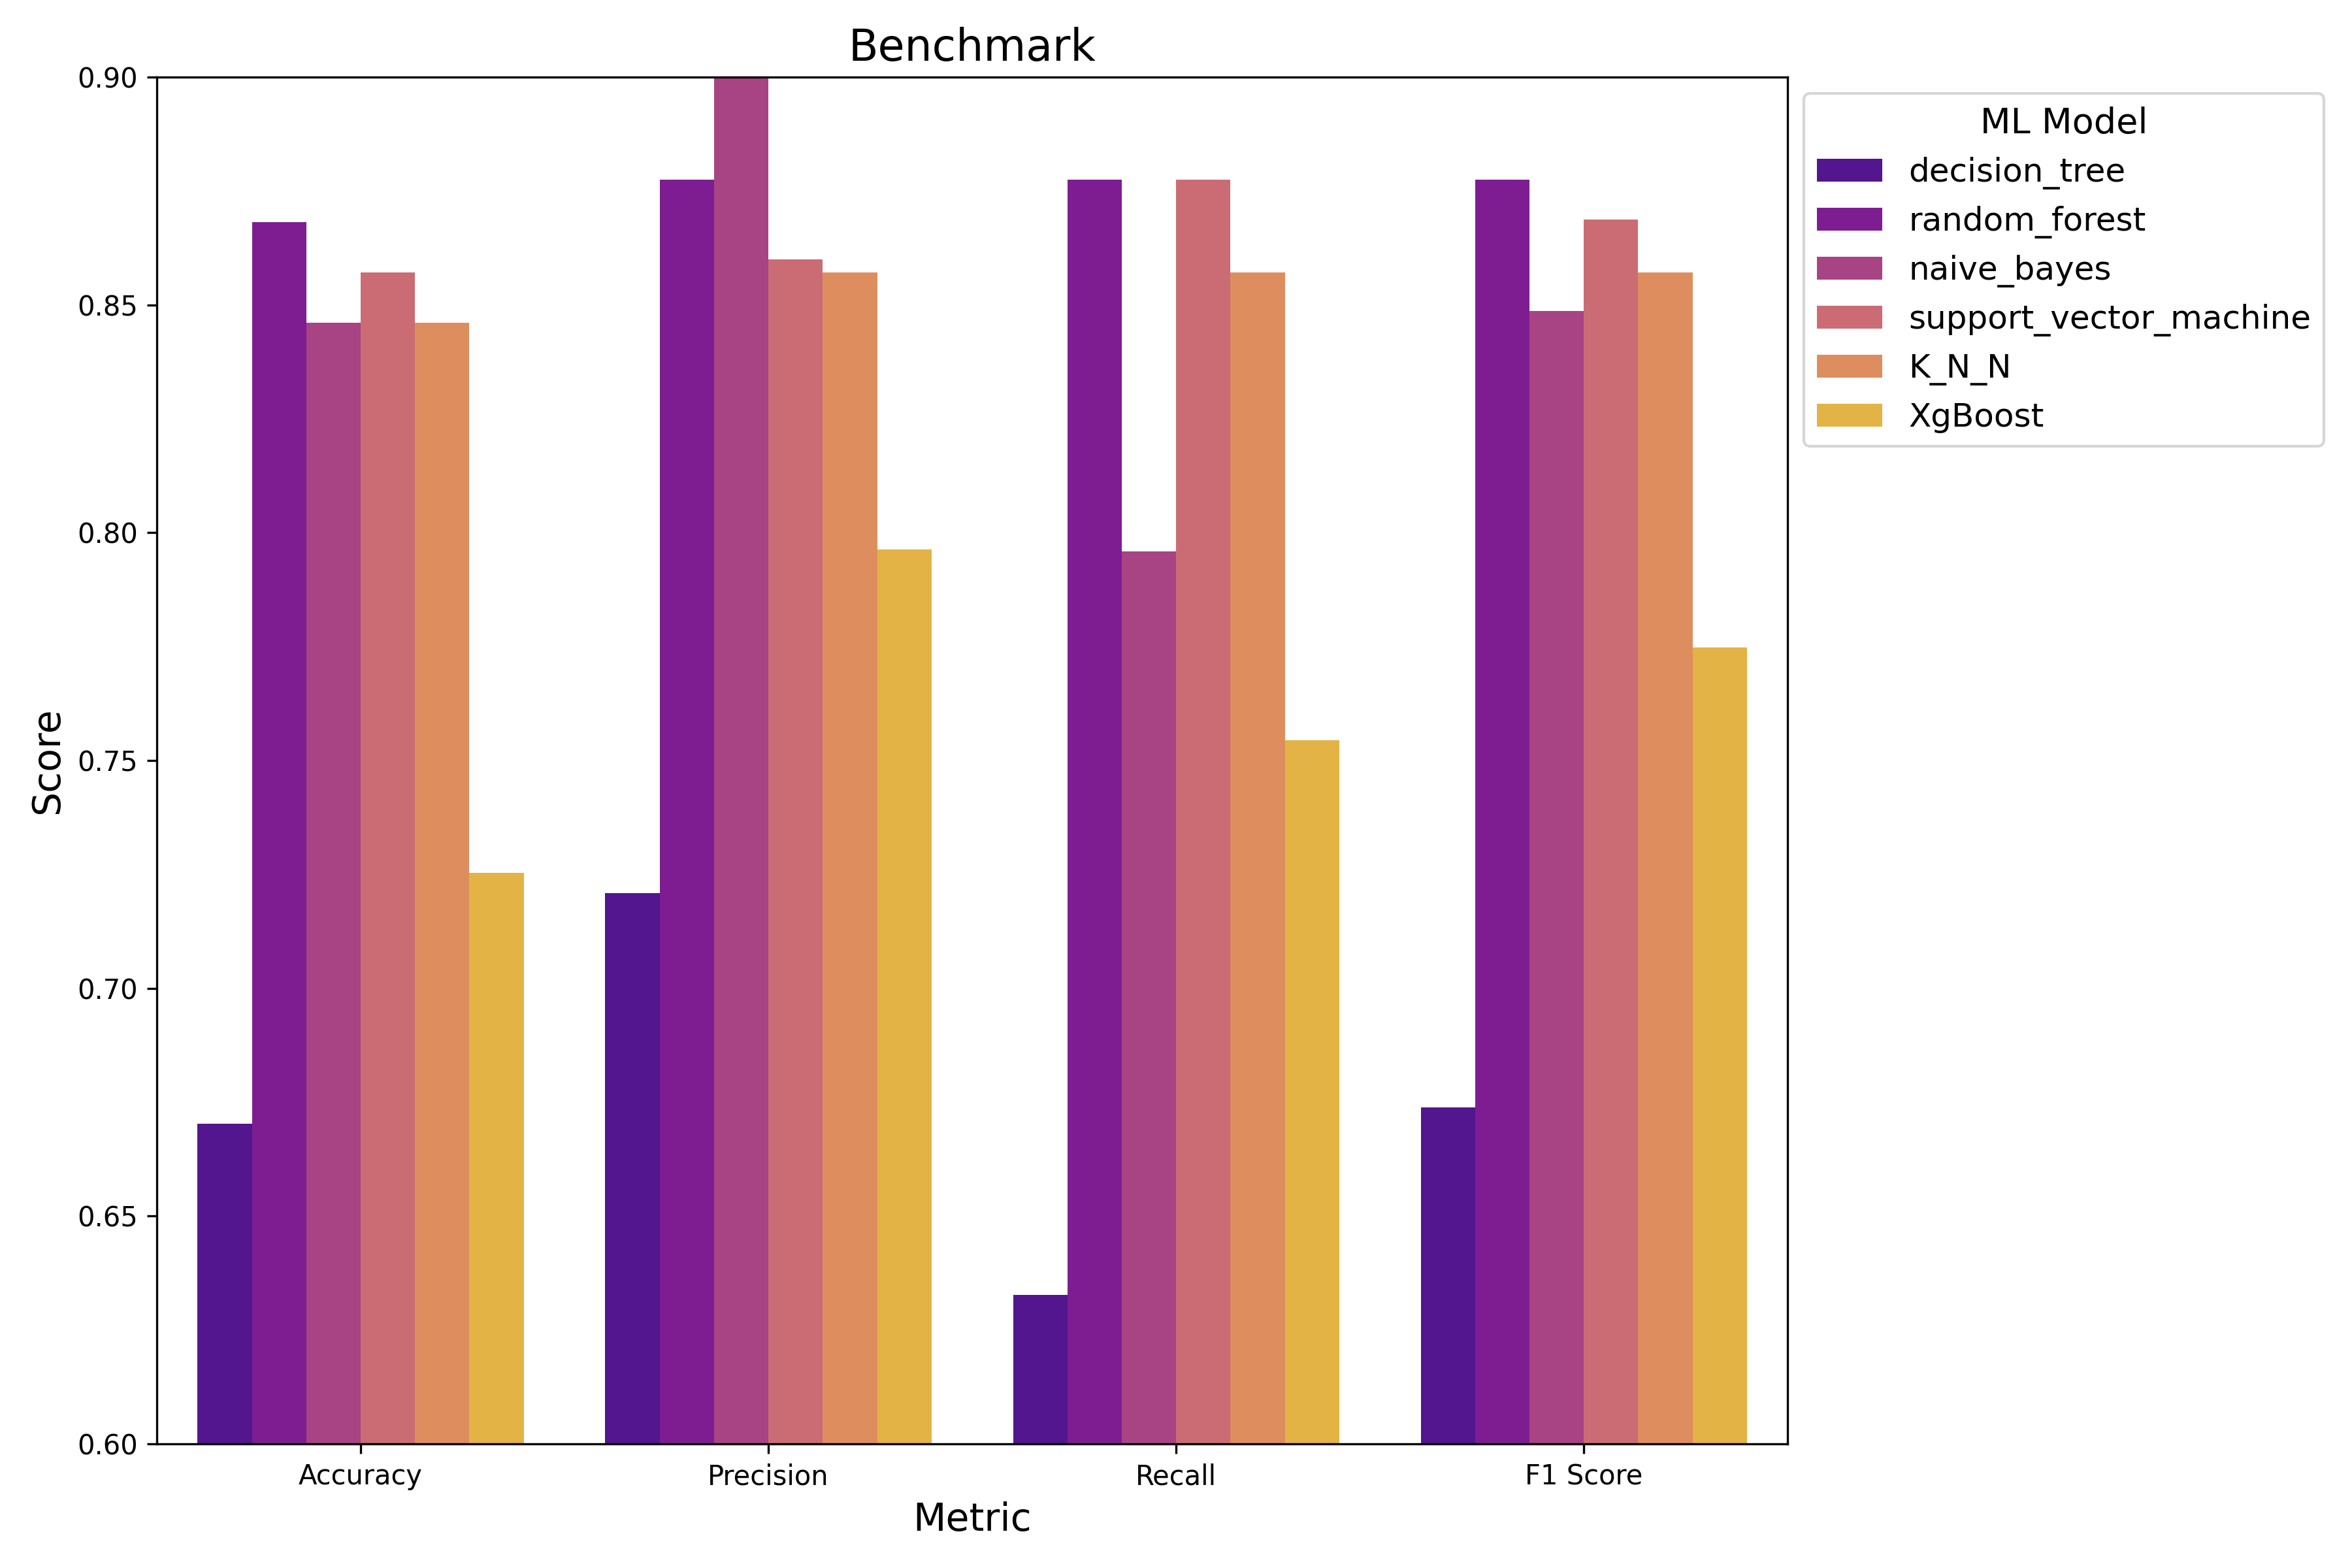 Benchmark
0.90
0.85
0.80
0.75
0.70
0.65
0.60
Score
Accuracy
Precision
Recall
F1 Score
Metric
ML Model
decision_tree
random_forest
naive_bayes
support_vector_machine
K_N_N
XgBoost